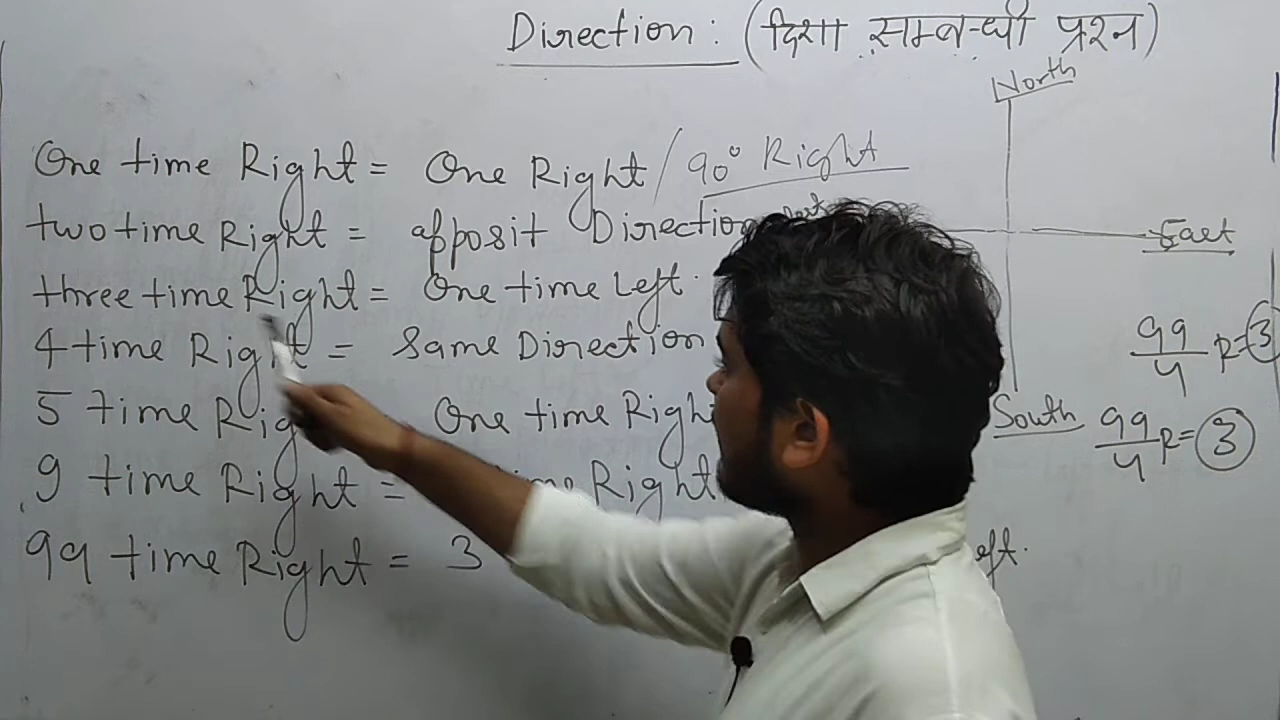 Direction: (दिशा सम्बन्धी प्रश्न)
North
One time Right = One Right / 90° Right
two time Right = apposit Direction
East
three time Right = One time Left.
4 time Right = Same Direction
99/4 R=3
5 time Right One time Right
South
99/4 R=3
9 time Right = time Right
99 time Right = 3